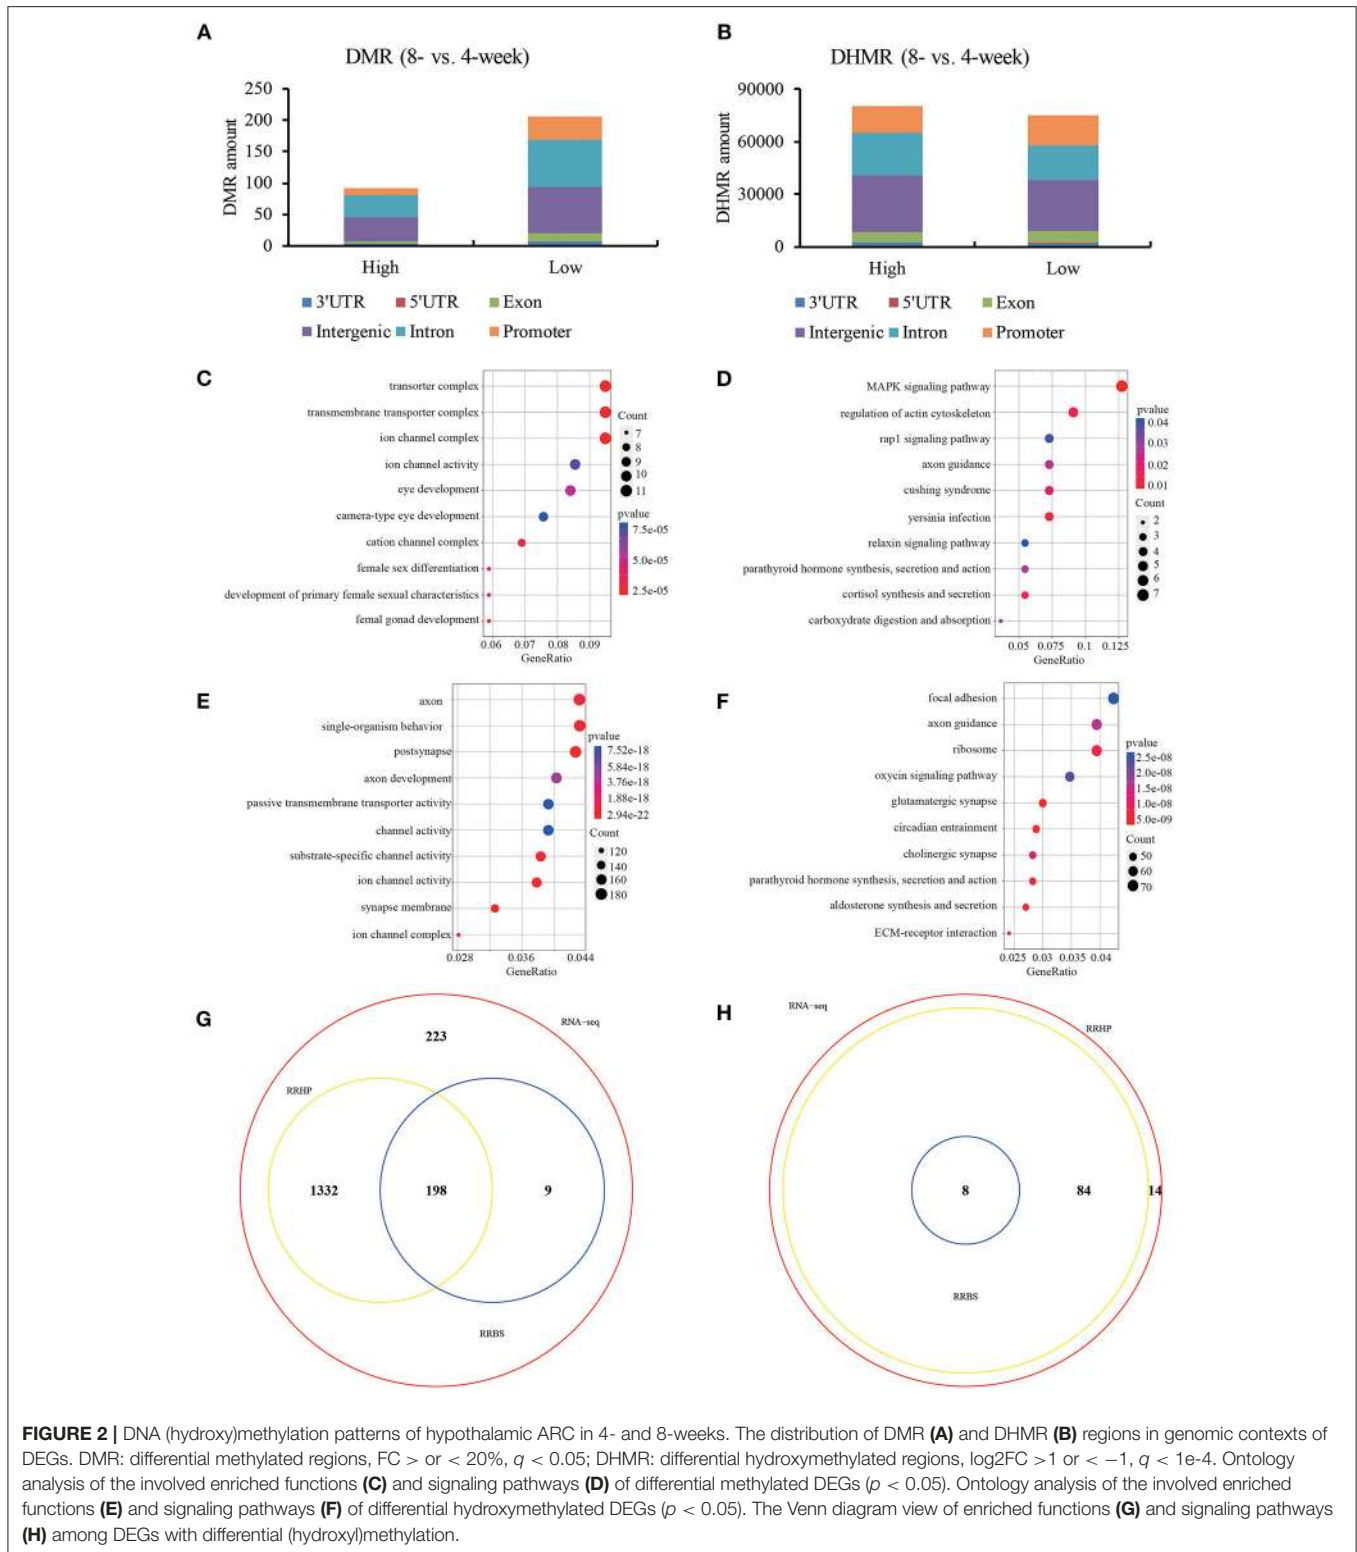 A
DMR (8- vs. 4-week)
DMR amount
250
200
150
100
50
0
High
Low
3'UTR
5'UTR
Exon
Intergenic
Intron
Promoter
B
DHMR (8- vs. 4-week)
DHMR amount
90000
60000
30000
0
High
Low
3'UTR
5'UTR
Exon
Intergenic
Intron
Promoter
C
transorter complex
transmembrane transporter complex
ion channel complex
ion channel activity
eye development
camera-type eye development
cation channel complex
female sex differentiation
development of primary female sexual characteristics
femal gonad development
0.06 0.07 0.08 0.09
GeneRatio
Count
7
8
9
10
11
pvalue
7.5e-05
5.0e-05
2.5e-05
D
MAPK signaling pathway
regulation of actin cytoskeleton
rap1 signaling pathway
axon guidance
cushing syndrome
yersinia infection
relaxin signaling pathway
parathyroid hormone synthesis, secretion and action
cortisol synthesis and secretion
carboxydrate digestion and absorption
0.05 0.075 0.1 0.125
GeneRatio
pvalue
0.04
0.03
0.02
0.01
Count
2
3
4
5
6
7
E
axon
single-organism behavior
postsynapse
axon development
passive transmembrane transporter activity
channel activity
substrate-specific channel activity
ion channel activity
synapse membrane
ion channel complex
0.028 0.036 0.044
GeneRatio
pvalue
7.52e-18
5.84e-18
3.76e-18
1.88e-18
2.94e-22
Count
120
140
160
180
F
focal adhesion
axon guidance
ribosome
oxycin signaling pathway
glutamatergic synapse
circadian entrainment
cholinergic synapse
parathyroid hormone synthesis, secretion and action
aldosterone synthesis and secretion
ECM-receptor interaction
0.025 0.03 0.035 0.04
GeneRatio
pvalue
2.5e-08
2.0e-08
1.5e-08
1.0e-08
5.0e-09
Count
50
60
70
G
223
RNA-seq
RRHP
1332
198
9
RRBS
H
RNA-seq
RRHP
8
84
14
RRBS
FIGURE 2 | DNA (hydroxy)methylation patterns of hypothalamic ARC in 4- and 8-weeks. The distribution of DMR (A) and DHMR (B) regions in genomic contexts of
DEGs. DMR: differential methylated regions, FC > or < 20%, q < 0.05; DHMR: differential hydroxymethylated regions, log2FC >1 or < −1, q < 1e-4. Ontology
analysis of the involved enriched functions (C) and signaling pathways (D) of differential methylated DEGs (p < 0.05). Ontology analysis of the involved enriched
functions (E) and signaling pathways (F) of differential hydroxymethylated DEGs (p < 0.05). The Venn diagram view of enriched functions (G) and signaling pathways
(H) among DEGs with differential (hydroxyl)methylation.